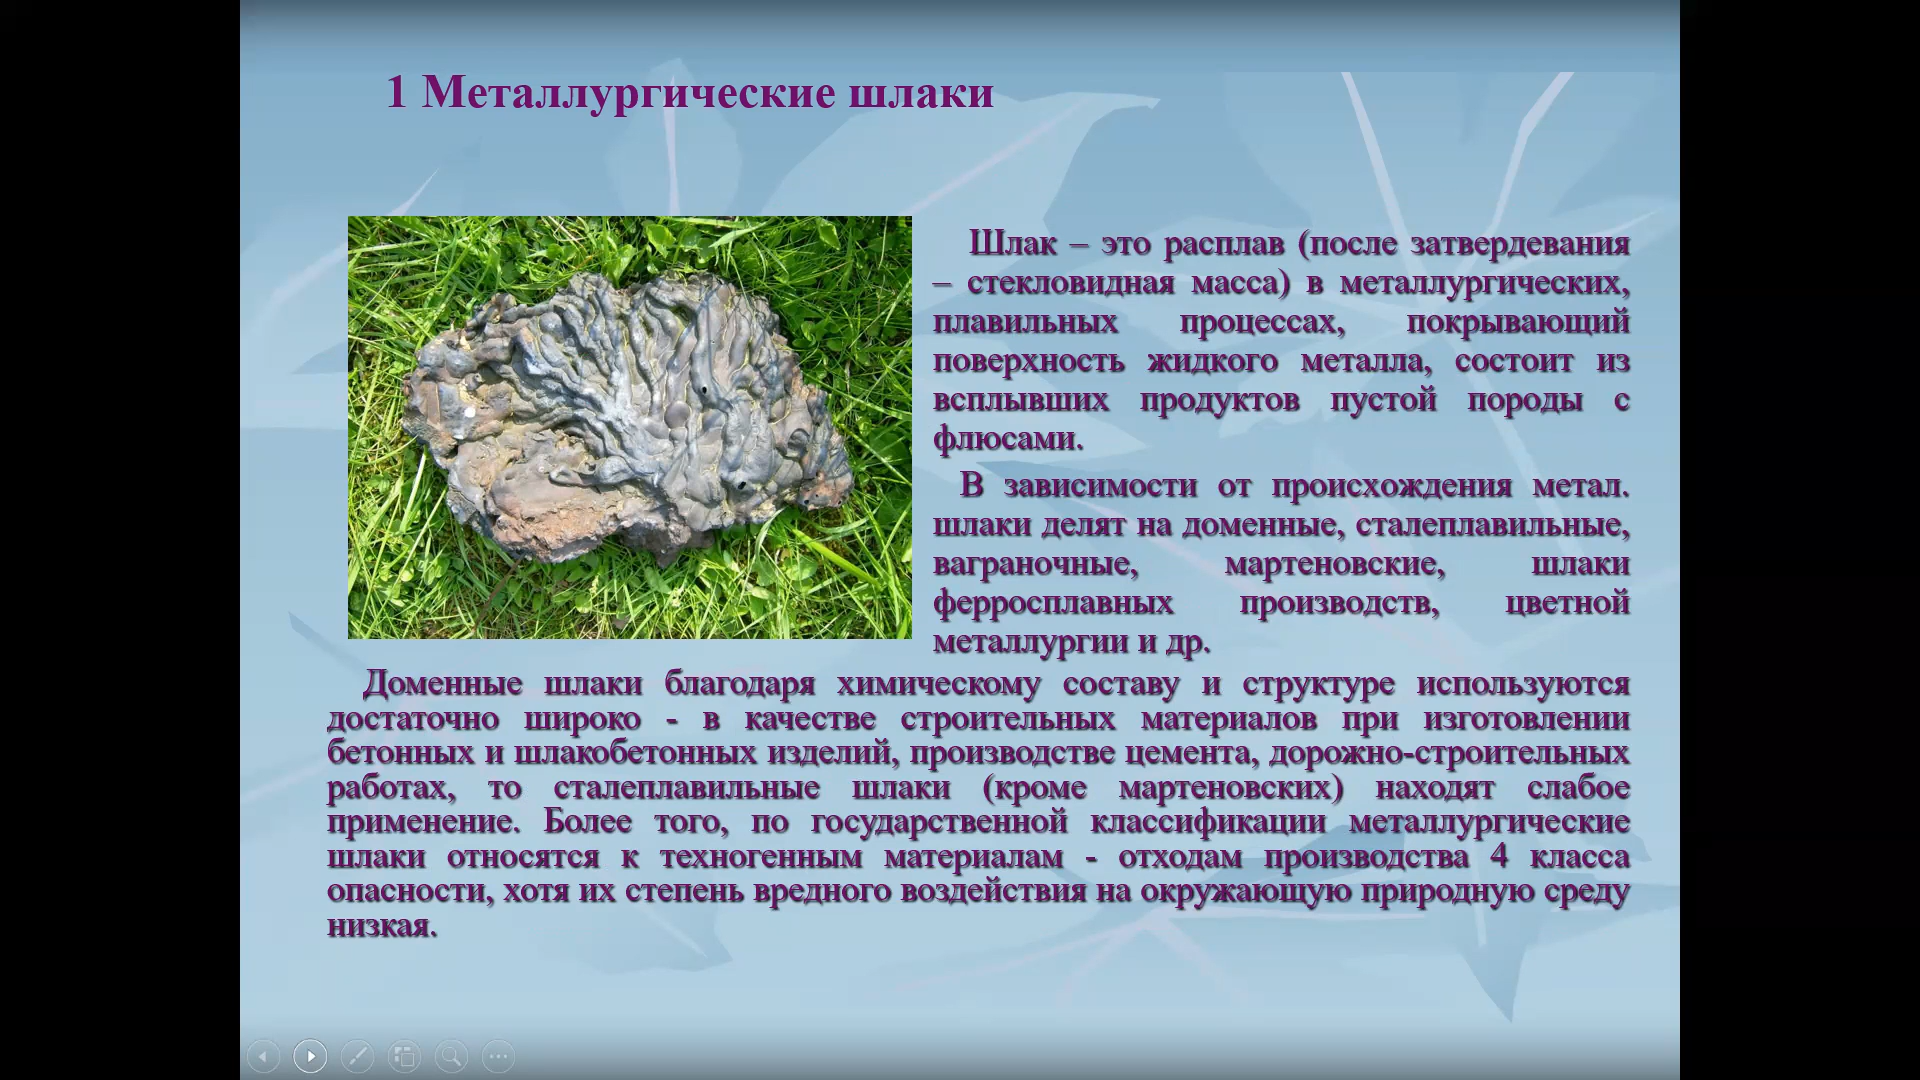 1 Металлургические шлаки
Шлак – это расплав (после затвердевания
– стекловидная масса) в металлургических,
плавильных процессах, покрывающий
поверхность жидкого металла, состоит из
всплывших продуктов пустой породы с
флюсами.
В зависимости от происхождения метал.
шлаки делят на доменные, сталеплавильные,
ваграночные, мартеновские, шлаки
ферросплавных производств, цветной
металлургии и др.
Доменные шлаки благодаря химическому составу и структуре используются
достаточно широко - в качестве строительных материалов при изготовлении
бетонных и шлакобетонных изделий, производстве цемента, дорожно-строительных
работах, то сталеплавильные шлаки (кроме мартеновских) находят слабое
применение. Более того, по государственной классификации металлургические
шлаки относятся к техногенным материалам - отходам производства 4 класса
опасности, хотя их степень вредного воздействия на окружающую природную среду
низкая.